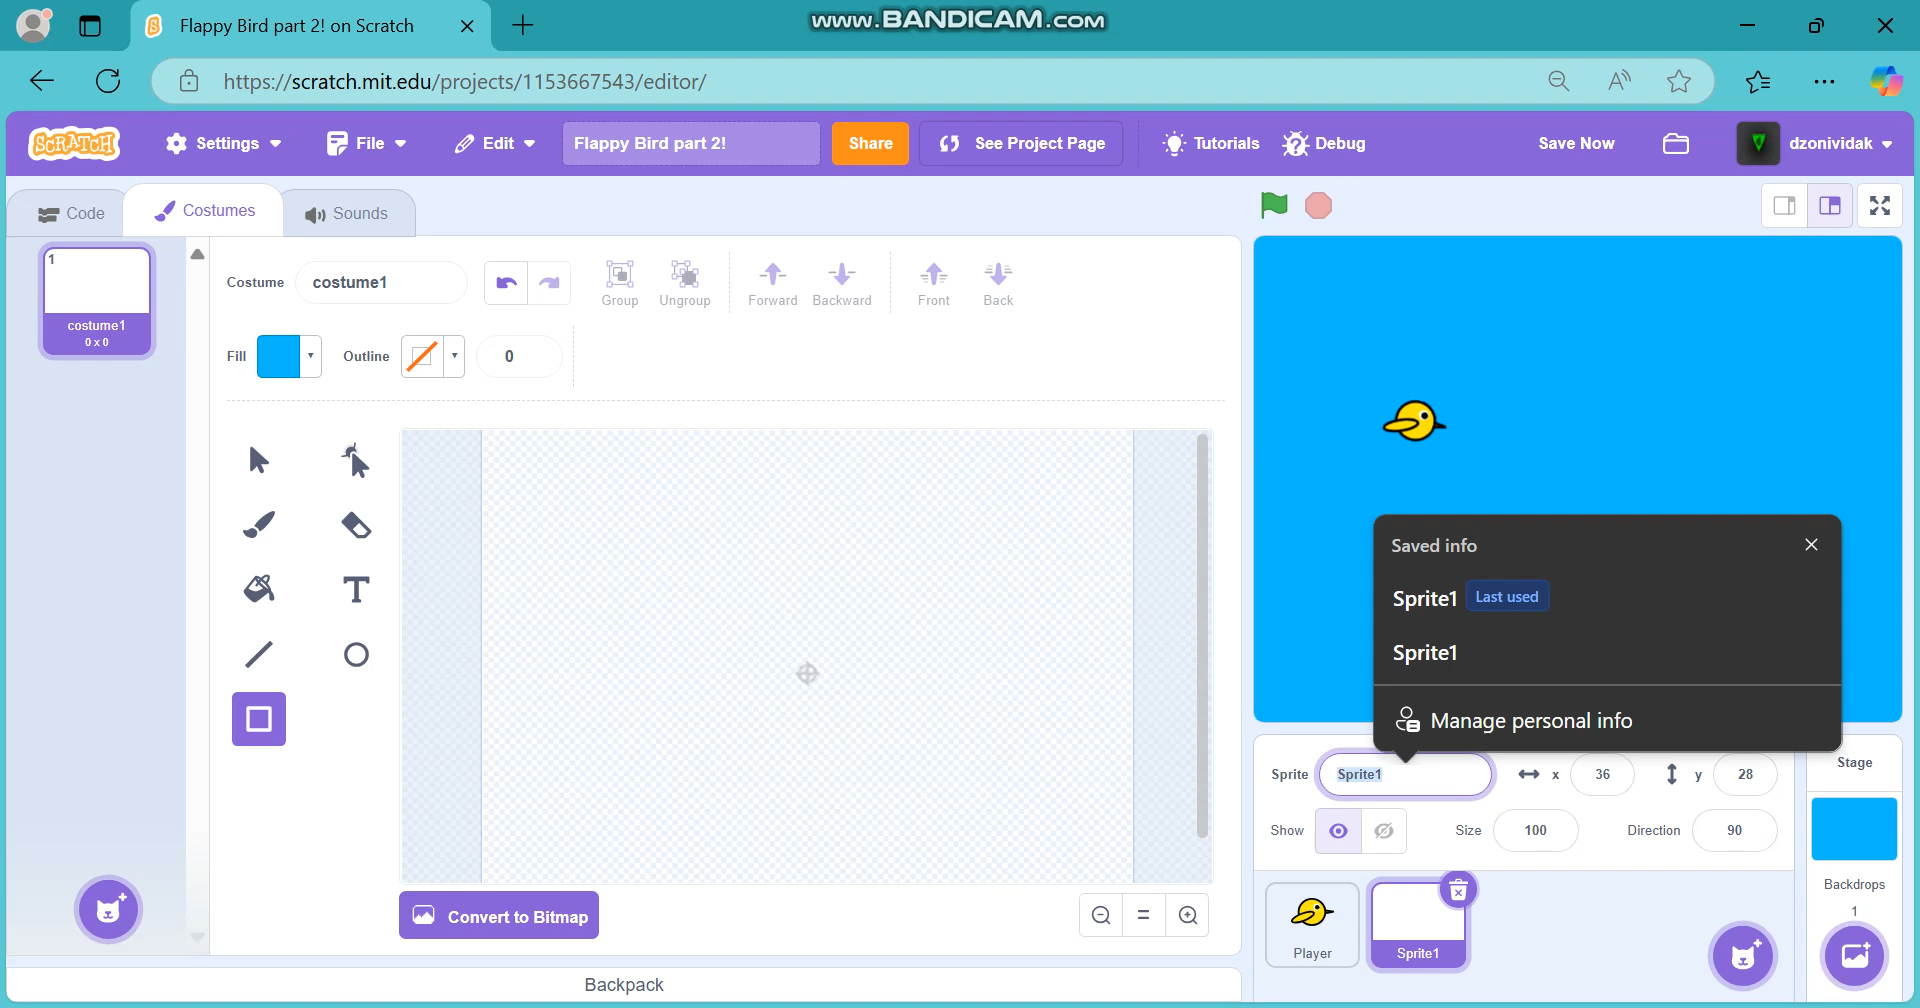 Flappy Bird part 2! on Scratch
www.BANDICAM.COM
https://scratch.mit.edu/projects/1153667543/editor/
SCRATCH
Settings
File
Edit
Flappy Bird part 2!
Share
See Project Page
Tutorials
Debug
Save Now
dzonividak
Code
Costumes
Sounds
1
costume1
0 x 0
Costume
costume1
Group
Ungroup
Forward
Backward
Front
Back
Fill
Outline
0
T
Convert to Bitmap
Backpack
Saved info
Sprite1 Last used
Sprite1
Manage personal info
Sprite
Sprite1
x 36
y 28
Show
Size 100
Direction 90
Player
Sprite1
Stage
Backdrops
1